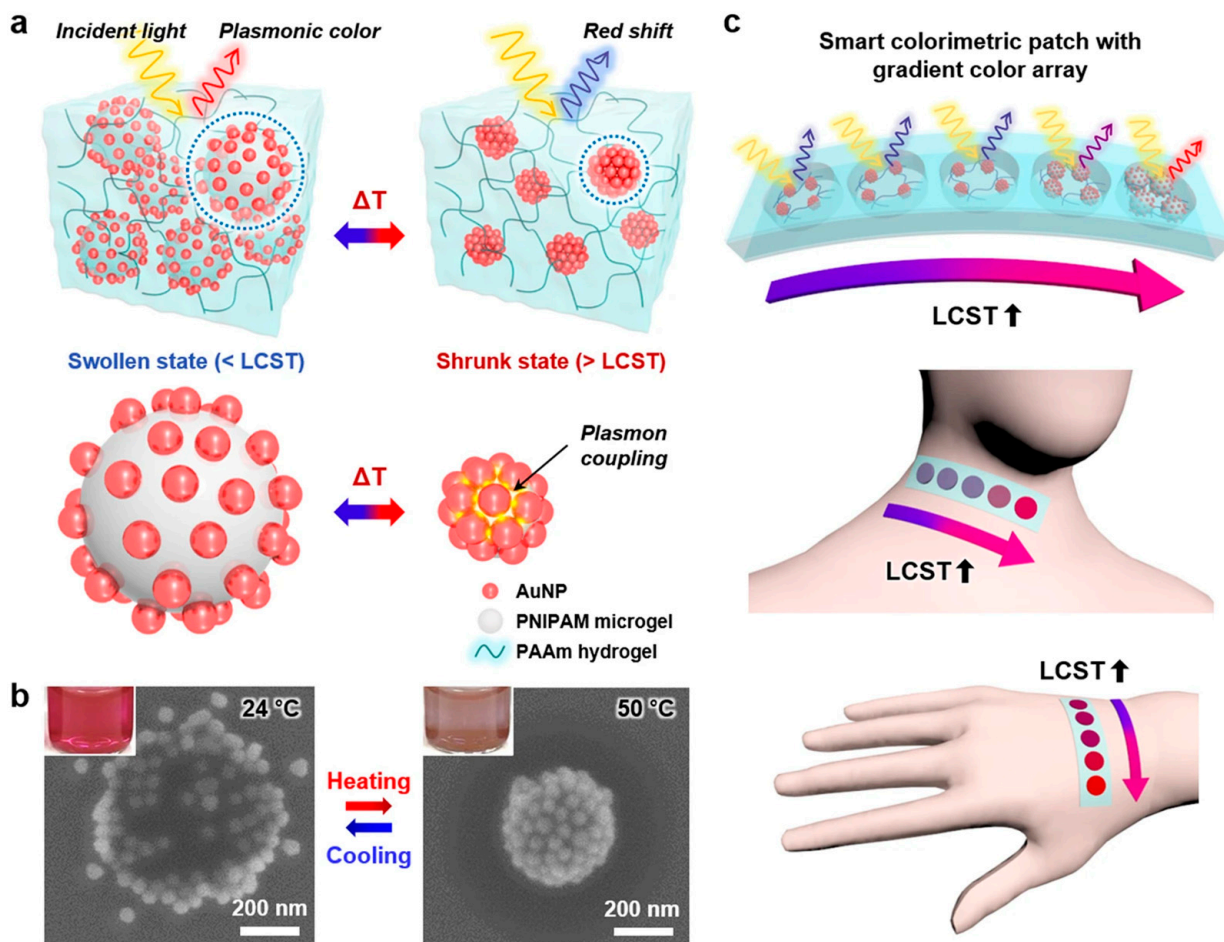 a
Incident light
Plasmonic color
Red shift
ΔT
Swollen state (< LCST)
Shrunk state (> LCST)
ΔT
Plasmon
coupling
AuNP
PNIPAM microgel
PAAm hydrogel
b
24 °C
200 nm
Heating
Cooling
50 °C
200 nm
c
Smart colorimetric patch with
gradient color array
LCST ⬆
LCST ⬆
LCST ⬆